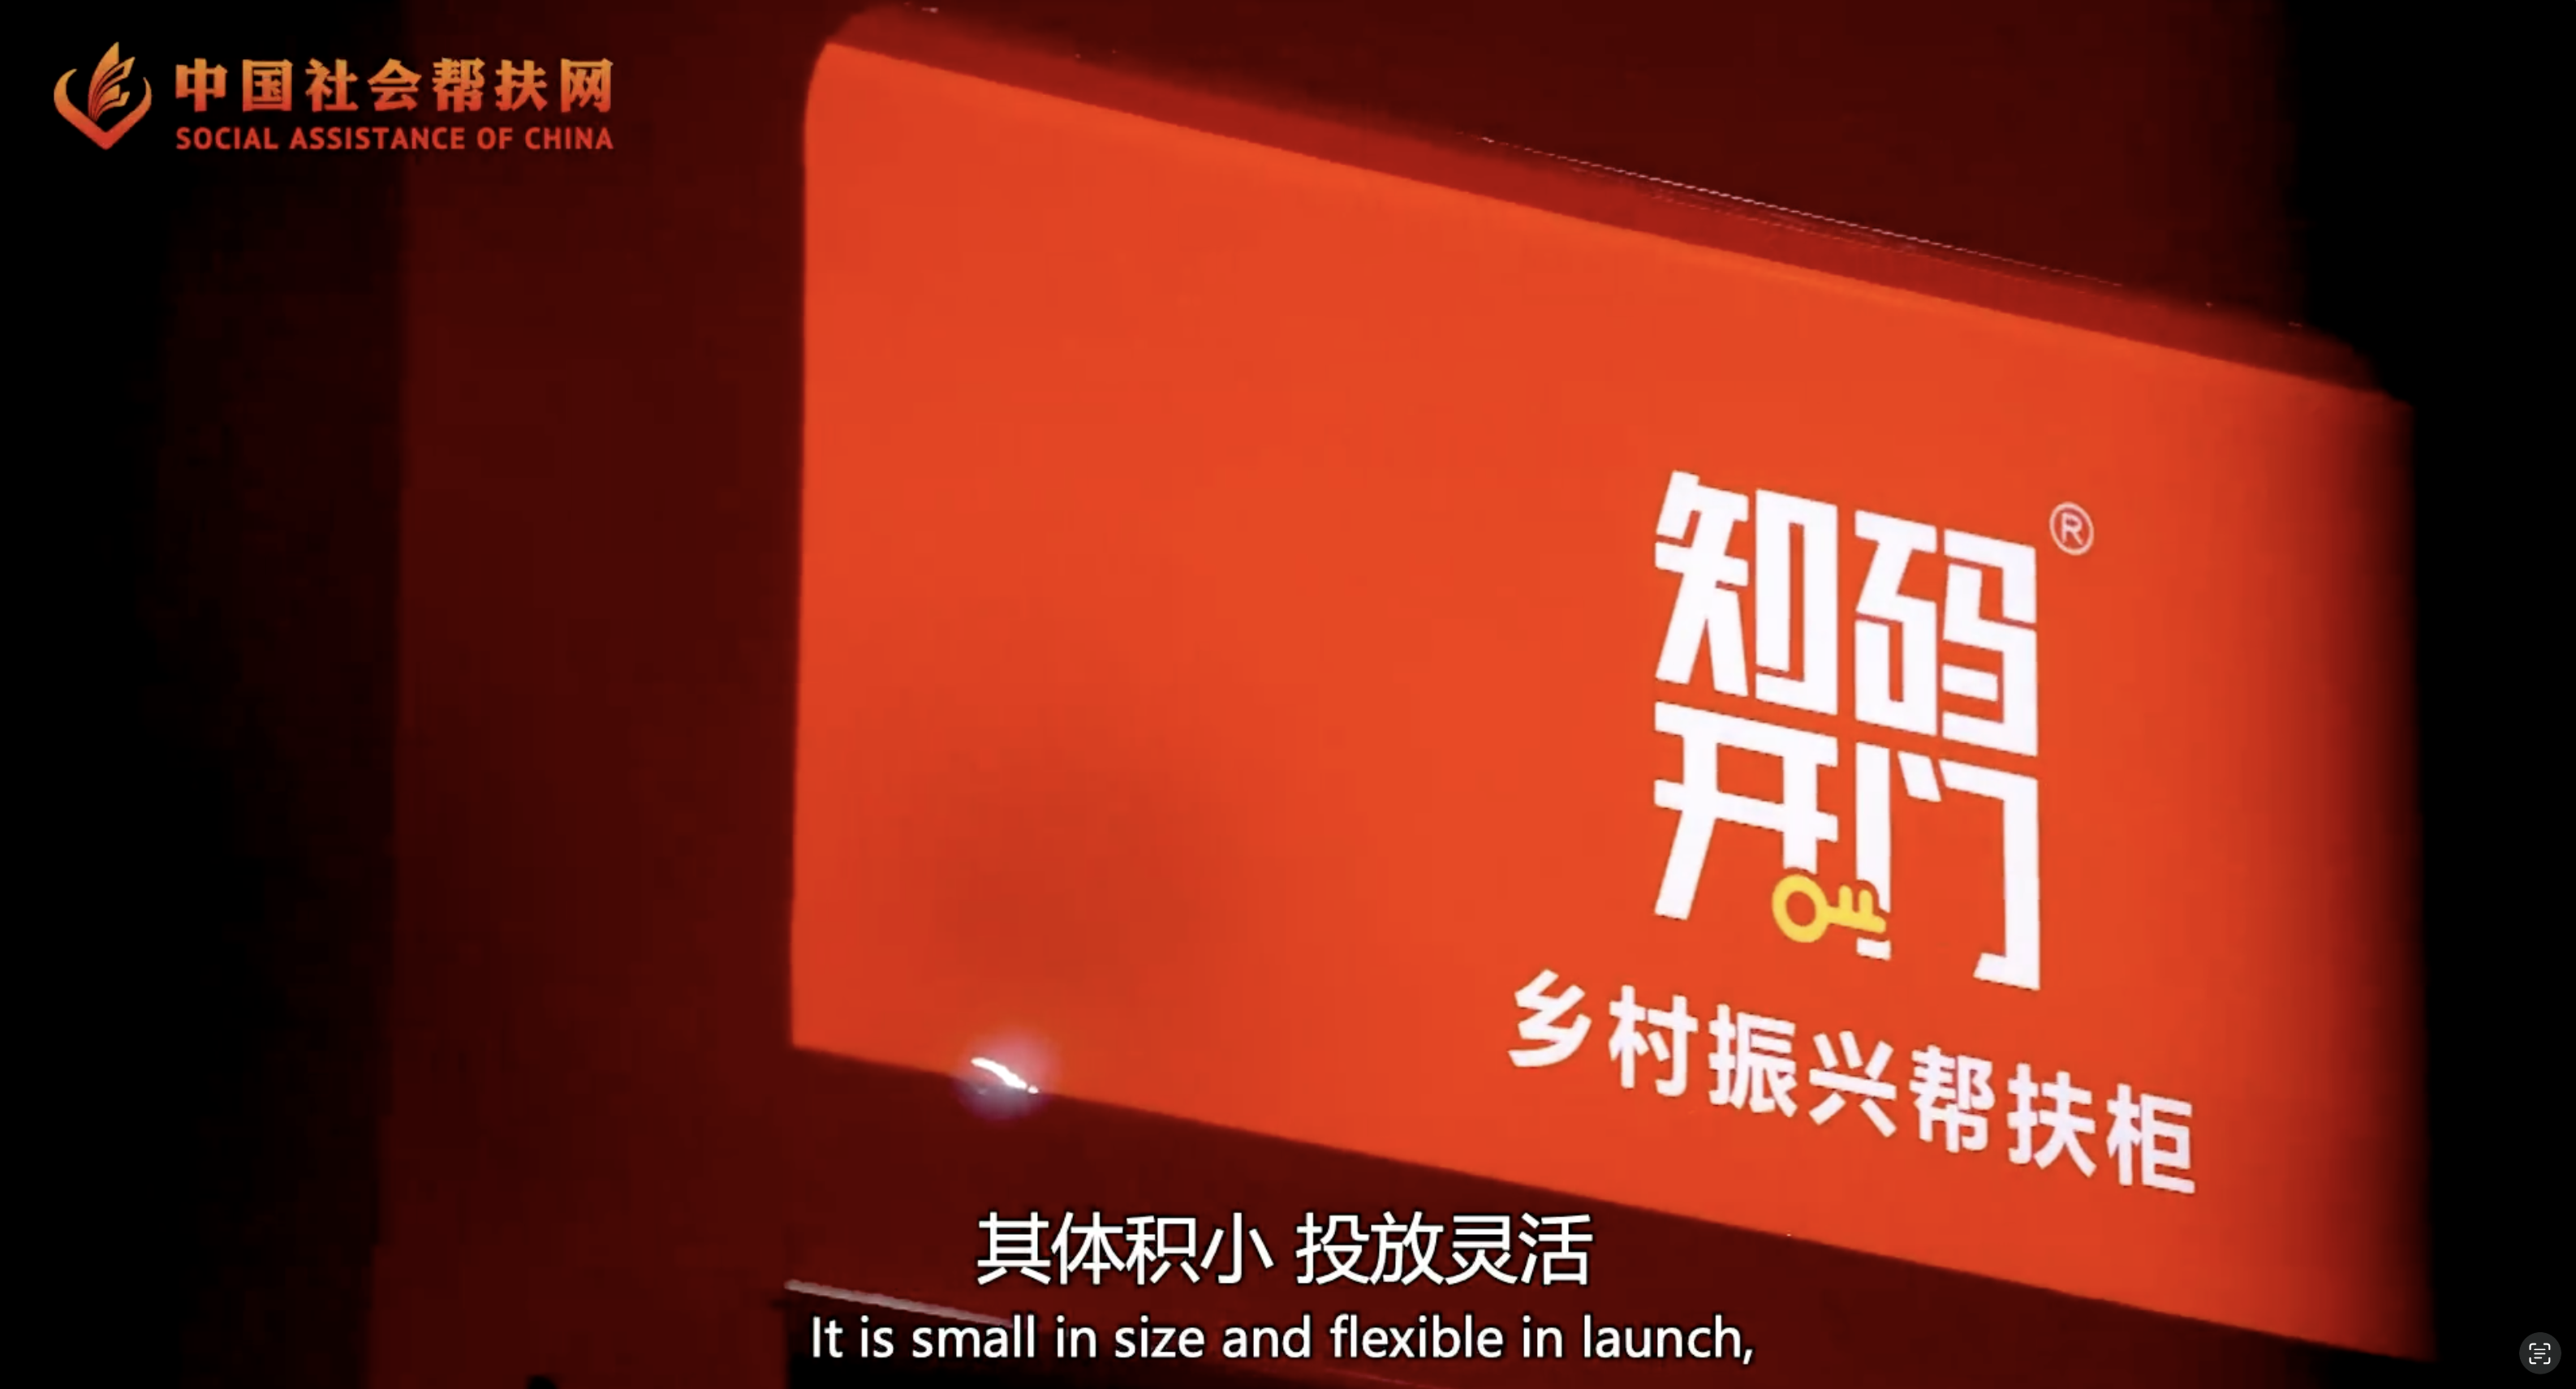 中国社会帮扶网
SOCIAL ASSISTANCE OF CHINA
知码®
开门
乡村振兴帮扶柜
其体积小 投放灵活
It is small in size and flexible in launch,